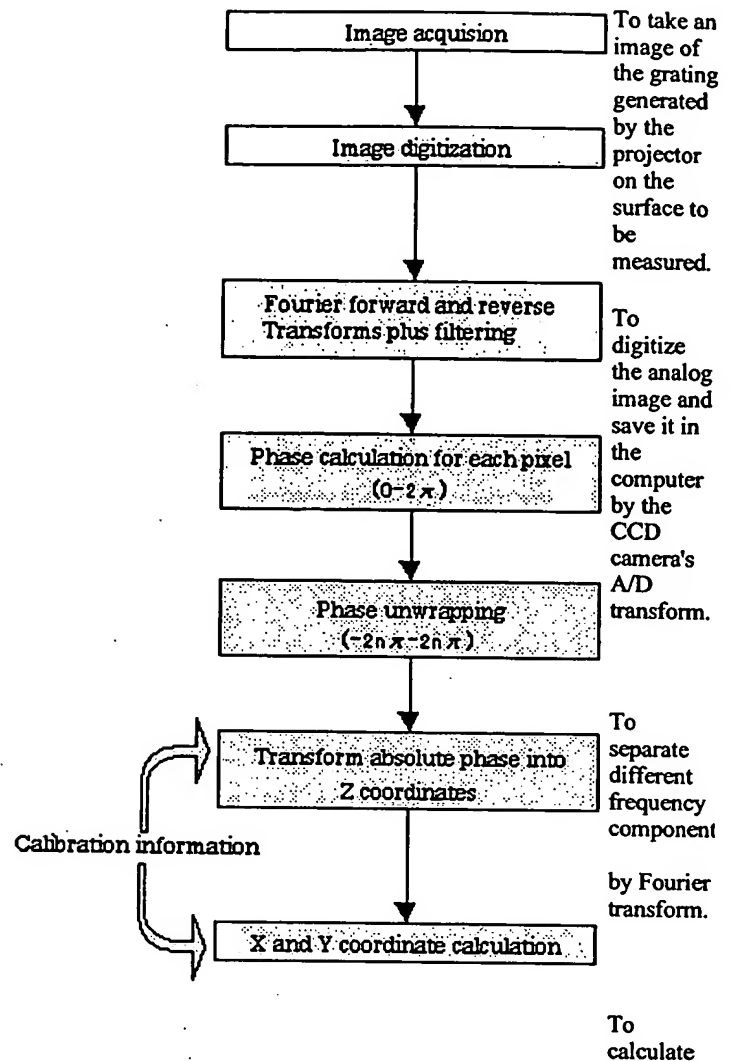 Image acquision
Image digitization
Fourier forward and reverse
Transforms plus filtering
Phase calculation for each pixel
(0-2π)
Phase unwrapping
(-2nπ-2nπ)
Transform absolute phase into
Z coordinates
Calibration information
X and Y coordinate calculation
To take an
image of
the grating
generated
by the
projector
on the
surface to
be
measured.
To
digitize
the analog
image and
save it in
the
computer
by the
CCD
camera's
A/D
transform.
To
separate
different
frequency
component
by Fourier
transform.
To
calculate